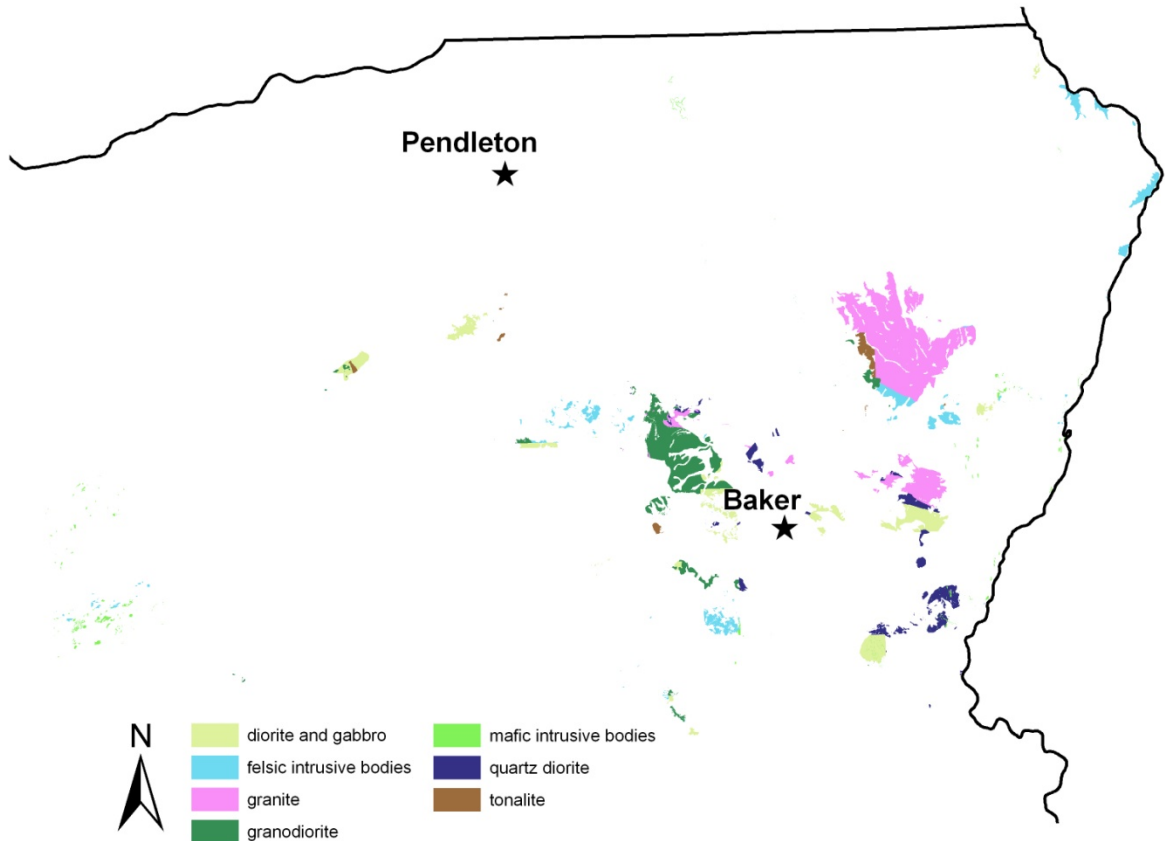 Pendleton
Baker
N
diorite and gabbro
felsic intrusive bodies
granite
granodiorite
mafic intrusive bodies
quartz diorite
tonalite